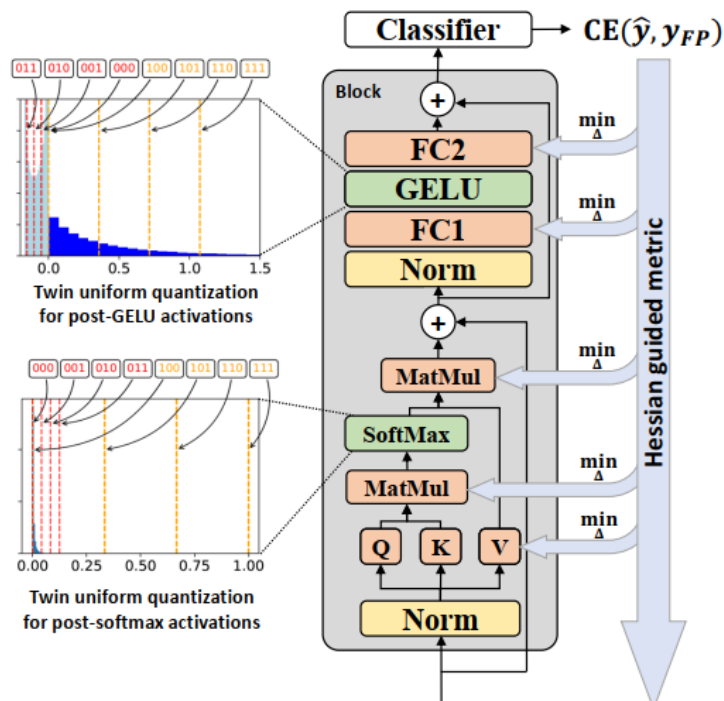 Classifier
CE(ŷ, y_FP)
011 010 001 000 100 101 110 111
0.0 0.5 1.0 1.5
Twin uniform quantization
for post-GELU activations
000 001 010 011 100 101 110 111
0.00 0.25 0.50 0.75 1.00
Twin uniform quantization
for post-softmax activations
Block
+
FC2
GELU
FC1
Norm
+
MatMul
SoftMax
MatMul
Q K V
Norm
min
Δ
min
Δ
min
Δ
min
Δ
min
Δ
Hessian guided metric